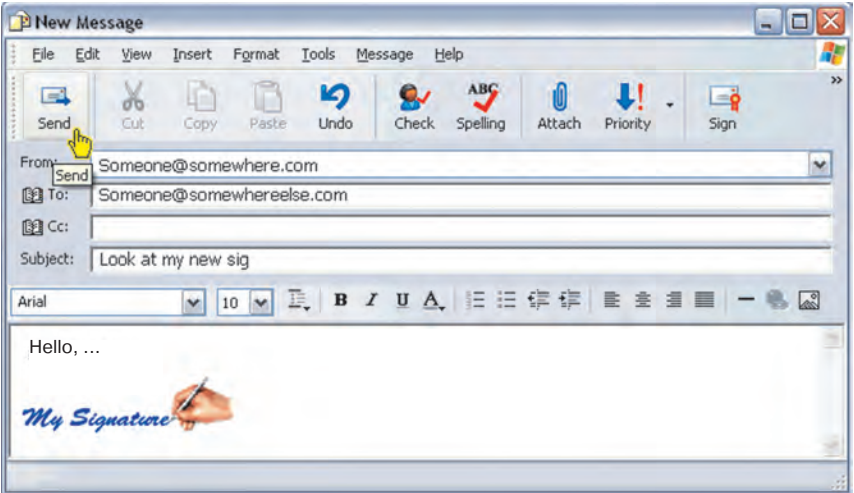 New Message
File Edit View Insert Format Tools Message Help
»
ABC
Send Cut Copy Paste Undo Check Spelling Attach Priority Sign
From: Someone@somewhere.com
Send
To: Someone@somewhereelse.com
Cc:
Subject: Look at my new sig
Arial 10 B I U A
Hello, ...
My Signature